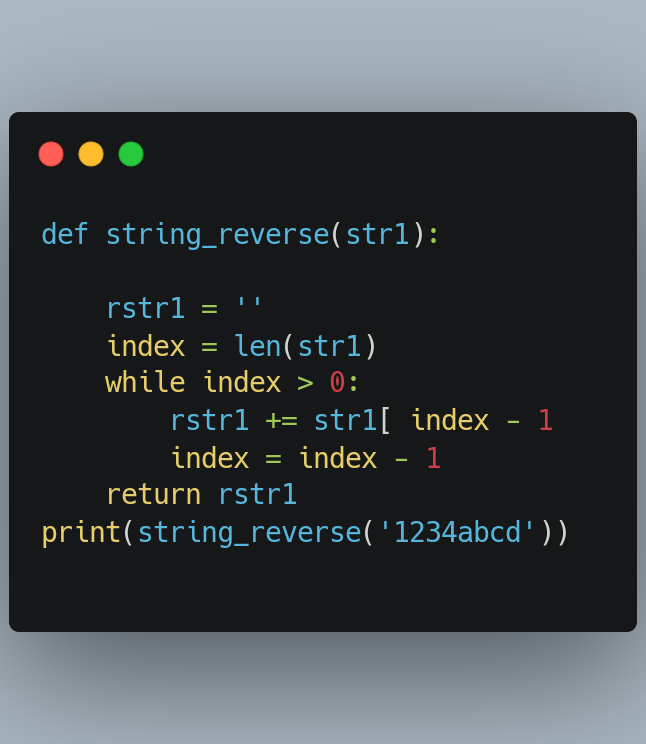 def string_reverse(str1):

    rstr1 = ''
    index = len(str1)
    while index > 0:
        rstr1 += str1[ index - 1
        index = index - 1
    return rstr1
print(string_reverse('1234abcd'))